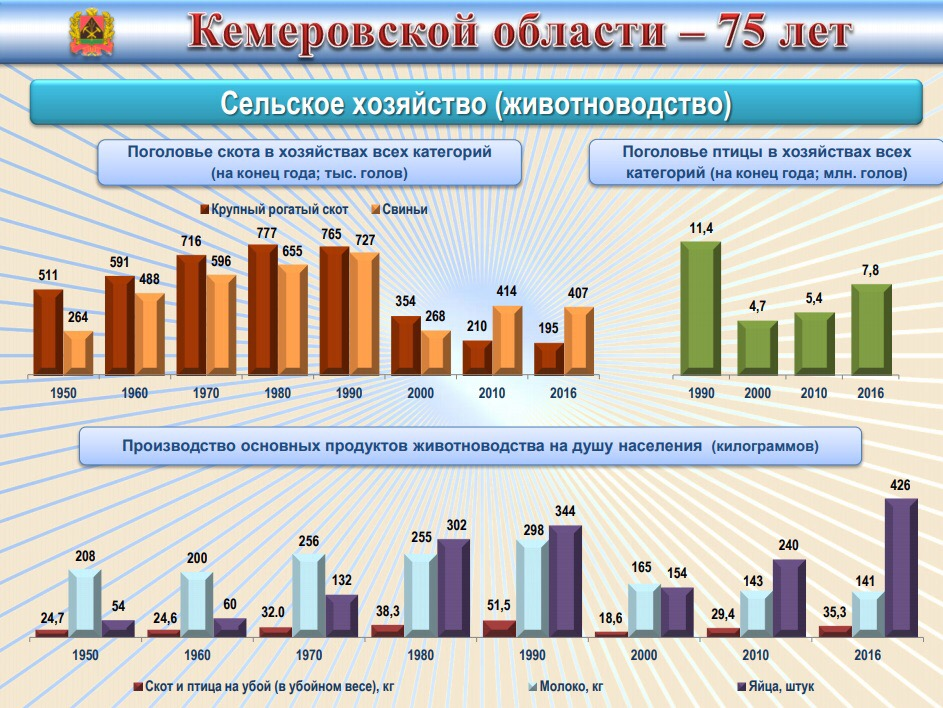 Кемеровской области – 75 лет
Сельское хозяйство (животноводство)
Поголовье скота в хозяйствах всех категорий
(на конец года; тыс. голов)
Крупный рогатый скот Свиньи
511 264 591 488 716 596 777 655 765 727 354 268 210 414 195 407
1950 1960 1970 1980 1990 2000 2010 2016
Поголовье птицы в хозяйствах всех
категорий (на конец года; млн. голов)
11,4 4,7 5,4 7,8
1990 2000 2010 2016
Производство основных продуктов животноводства на душу населения (килограммов)
24,7 208 54 24,6 200 60 32.0 256 132 38,3 255 302 51,5 298 344 18,6 165 154 29,4 143 240 35,3 141 426
1950 1960 1970 1980 1990 2000 2010 2016
Скот и птица на убой (в убойном весе), кг Молоко, кг Яйца, штук